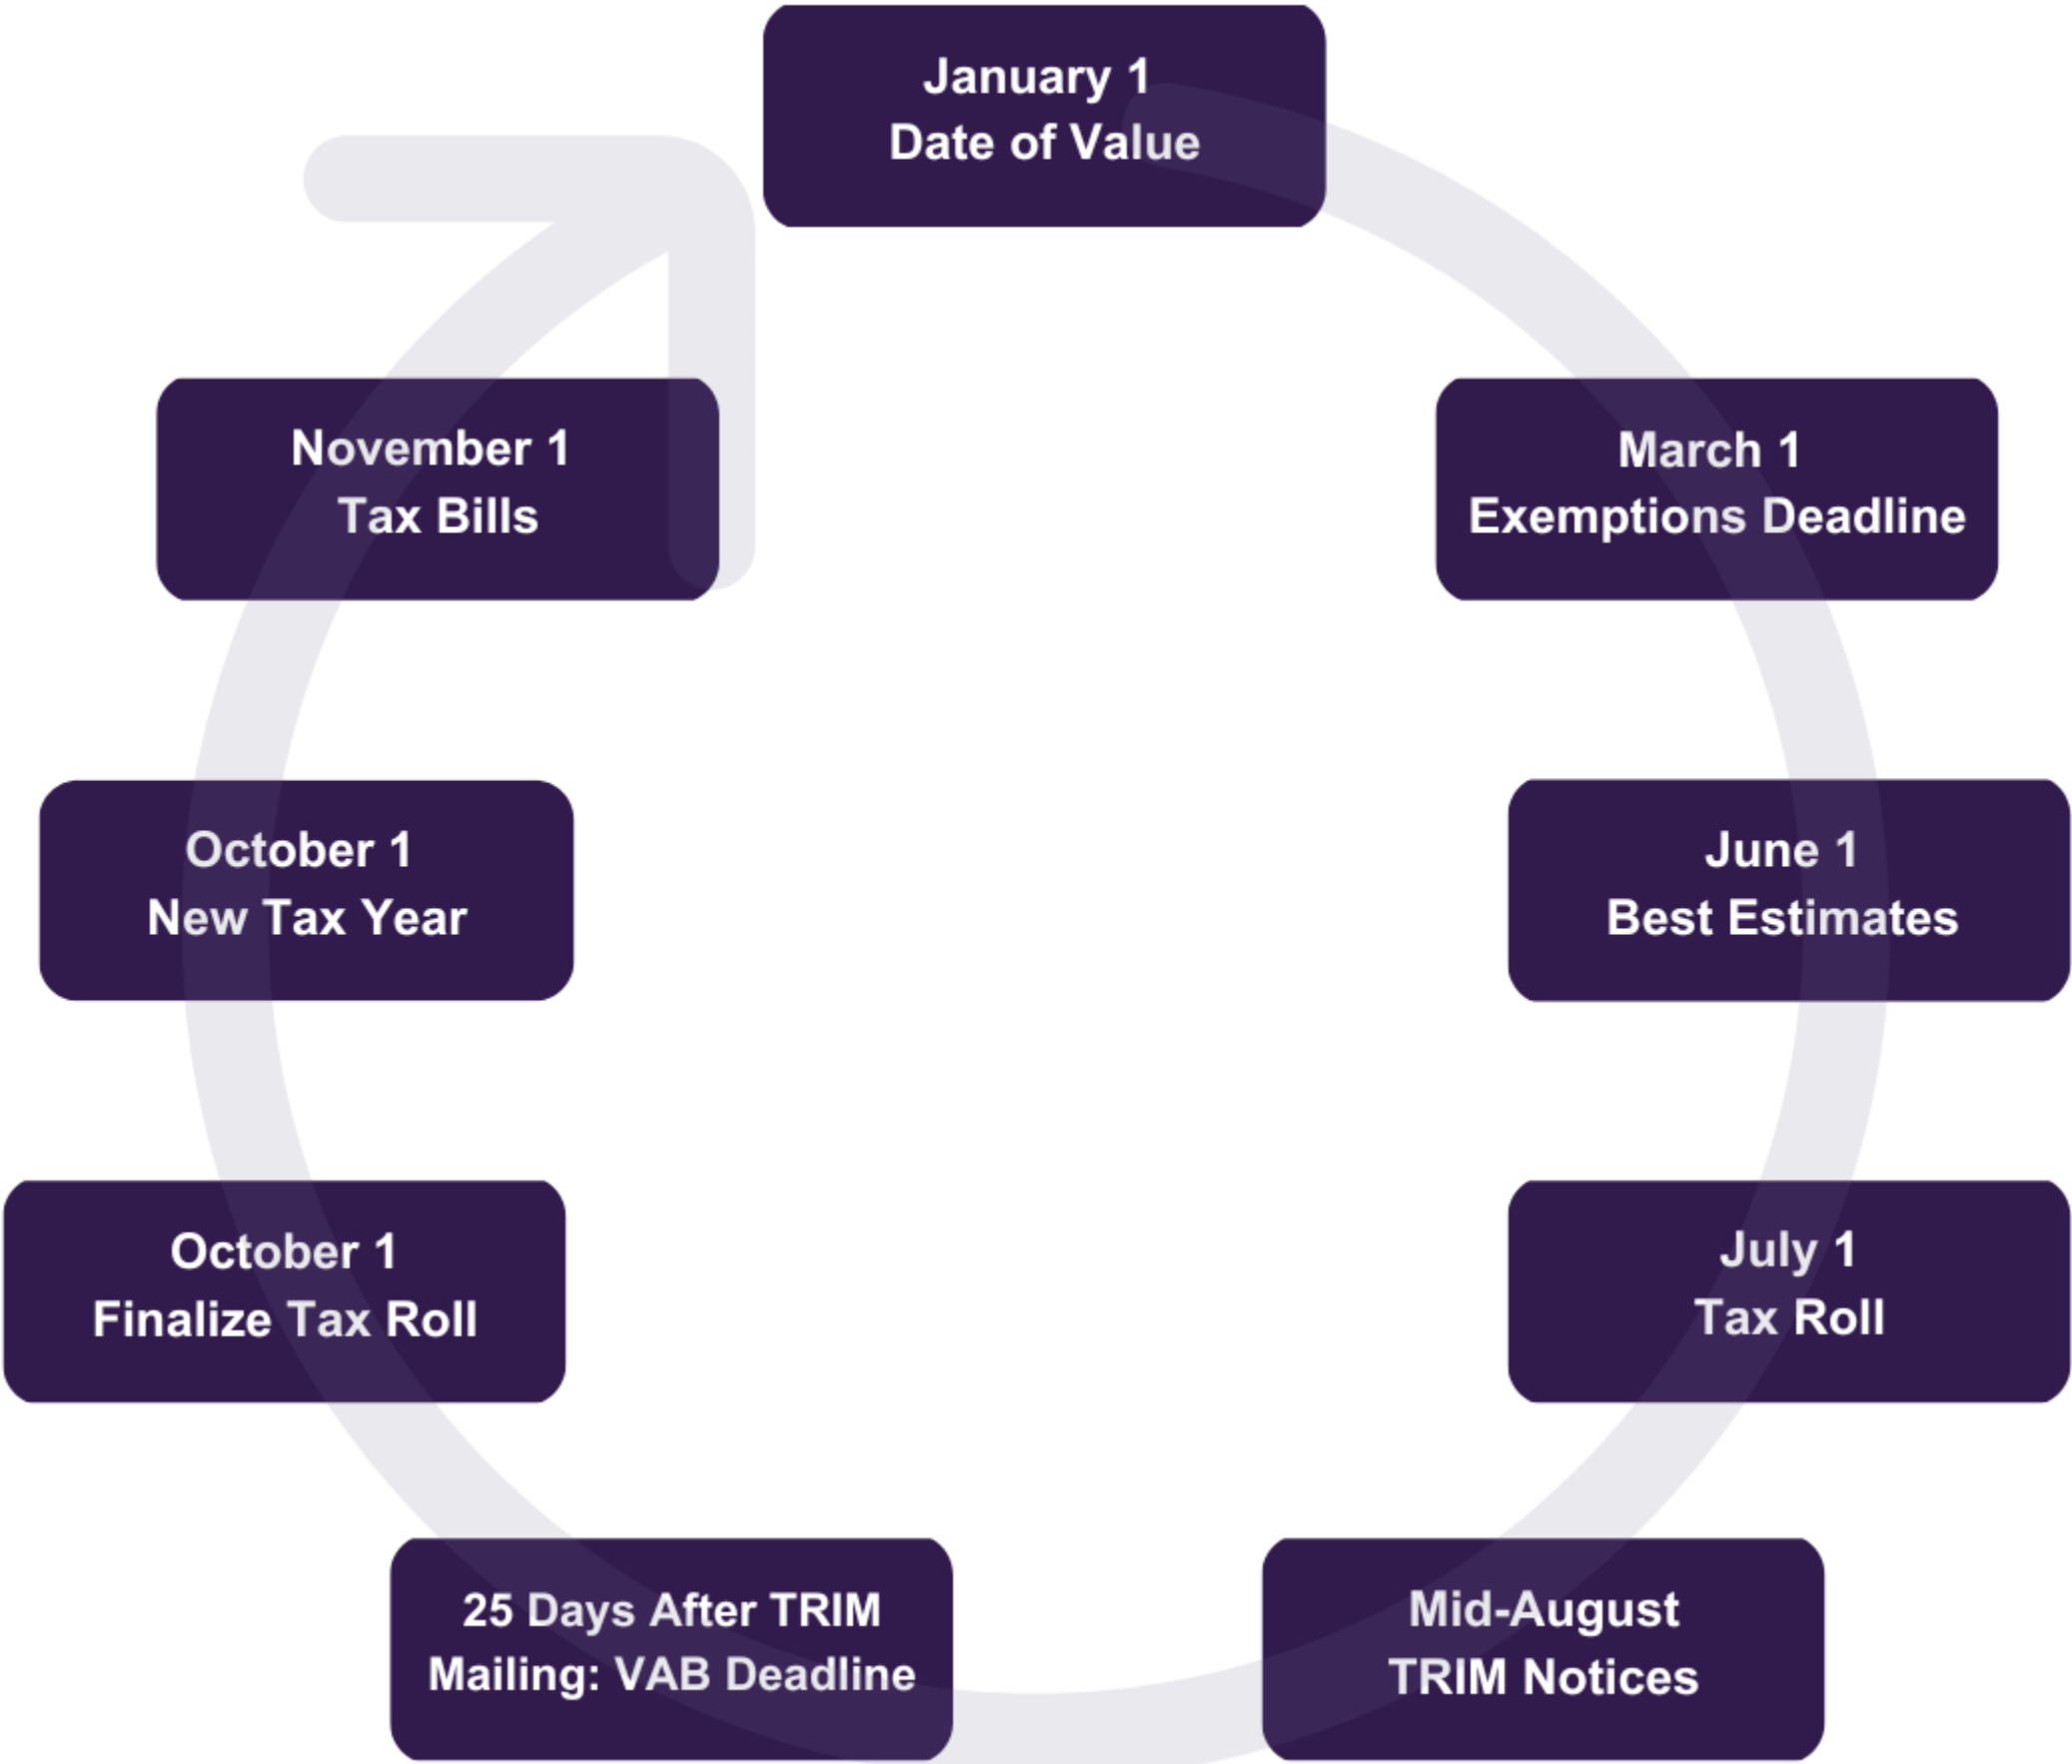 January 1
Date of Value
March 1
Exemptions Deadline
June 1
Best Estimates
July 1
Tax Roll
Mid-August
TRIM Notices
25 Days After TRIM
Mailing: VAB Deadline
October 1
Finalize Tax Roll
October 1
New Tax Year
November 1
Tax Bills